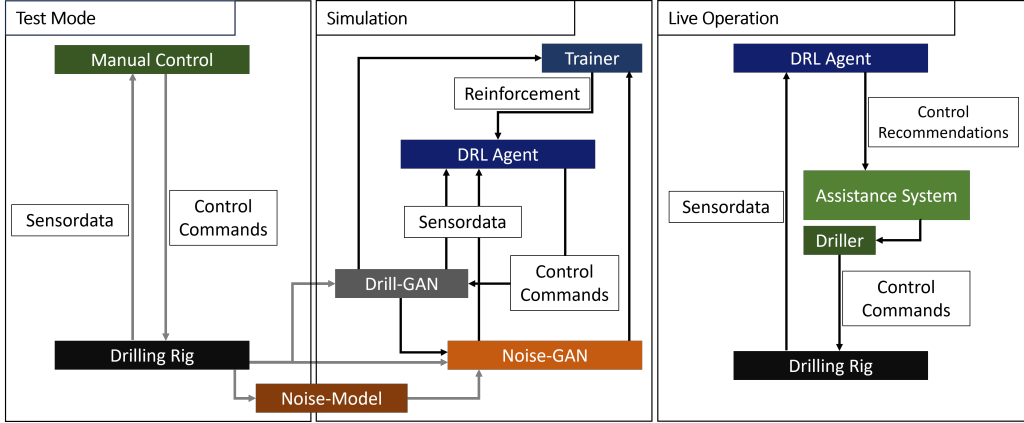 Test Mode
Manual Control
Sensordata
Control
Commands
Drilling Rig
Noise-Model
Simulation
Trainer
Reinforcement
DRL Agent
Sensordata
Drill-GAN
Control
Commands
Noise-GAN
Live Operation
DRL Agent
Control
Recommendations
Sensordata
Assistance System
Driller
Control
Commands
Drilling Rig